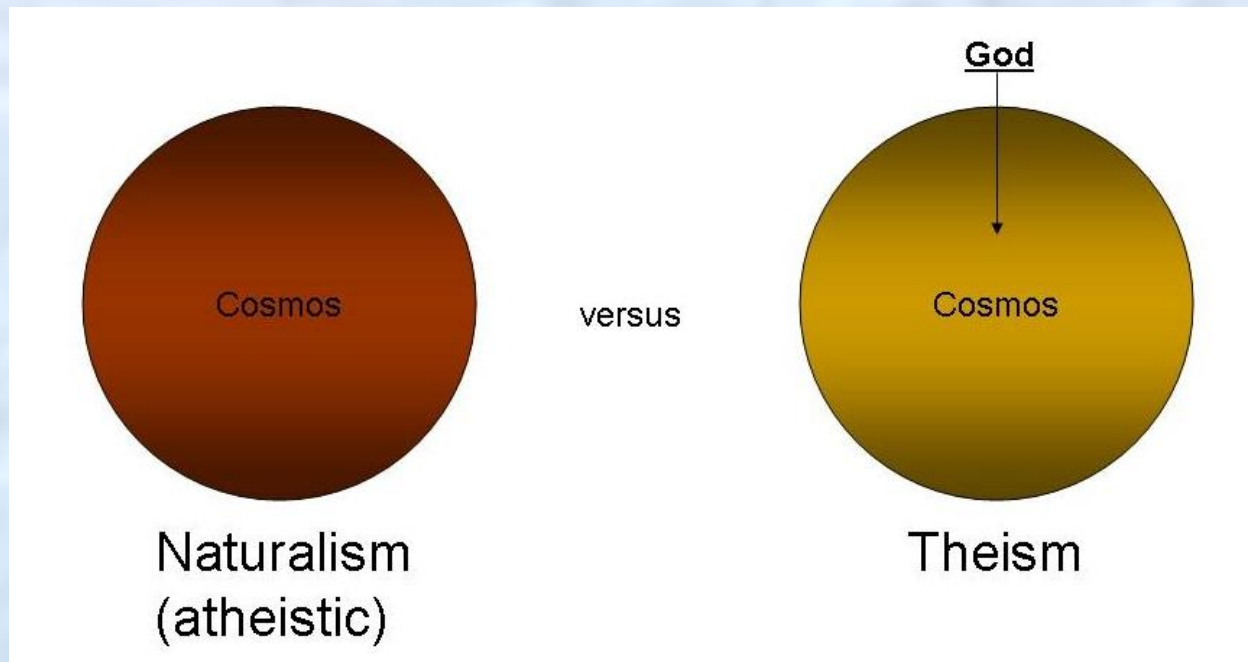 God
Cosmos
versus
Cosmos
Naturalism
(atheistic)
Theism